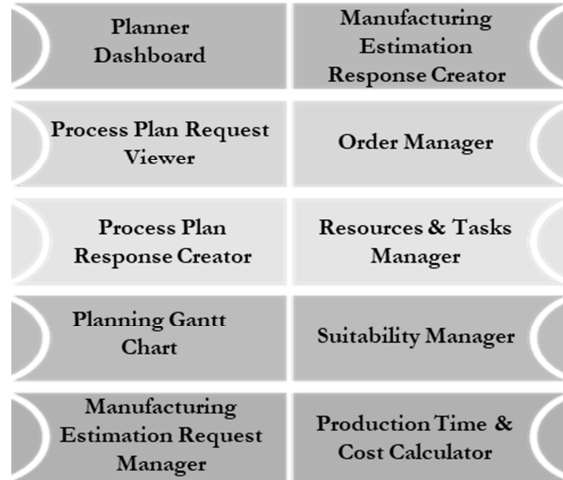 Planner
Dashboard
Manufacturing
Estimation
Response Creator
Process Plan Request
Viewer
Order Manager
Process Plan
Response Creator
Resources & Tasks
Manager
Planning Gantt
Chart
Suitability Manager
Manufacturing
Estimation Request
Manager
Production Time &
Cost Calculator